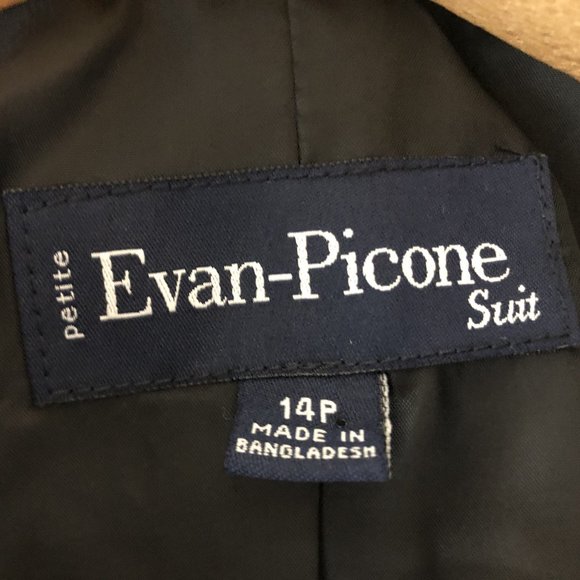 petite
Evan-Picone
Suit
14P
MADE IN
BANGLADESH